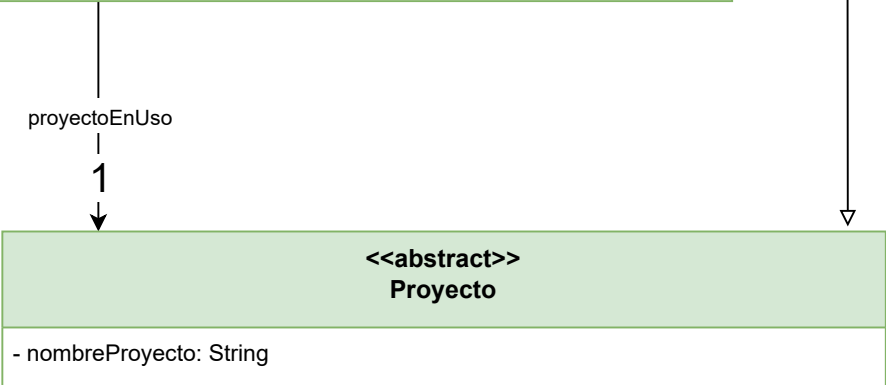 proyectoEnUso
1
<<abstract>>
Proyecto
- nombreProyecto: String